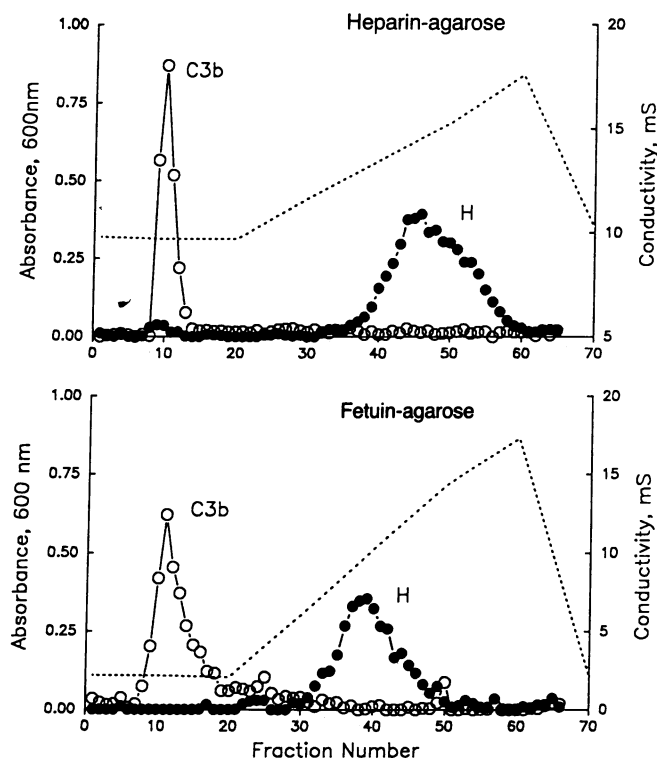 Heparin-agarose
1.00
0.75
0.50
0.25
0.00
Absorbance, 600nm
C3b
H
20
15
10
5
Conductivity, mS
1 10 20 30 40 50 60 70
Fetuin-agarose
1.00
0.75
0.50
0.25
0.00
Absorbance, 600 nm
C3b
H
20
15
10
5
0
Conductivity, mS
0 10 20 30 40 50 60 70
Fraction Number